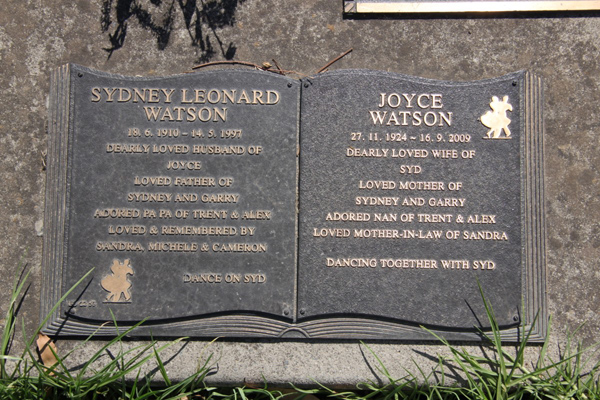 SYDNEY LEONARD
WATSON
18. 6. 1910 ~ 14. 5. 1997
DEARLY LOVED HUSBAND OF
JOYCE
LOVED FATHER OF
SYDNEY AND GARRY
ADORED PA PA OF TRENT & ALEX
LOVED & REMEMBERED BY
SANDRA, MICHELE & CAMERON
DANCE ON SYD
JOYCE
WATSON
27. 11. 1924 ~ 16. 9. 2009
DEARLY LOVED WIFE OF
SYD
LOVED MOTHER OF
SYDNEY AND GARRY
ADORED NAN OF TRENT & ALEX
LOVED MOTHER-IN-LAW OF SANDRA
DANCING TOGETHER WITH SYD